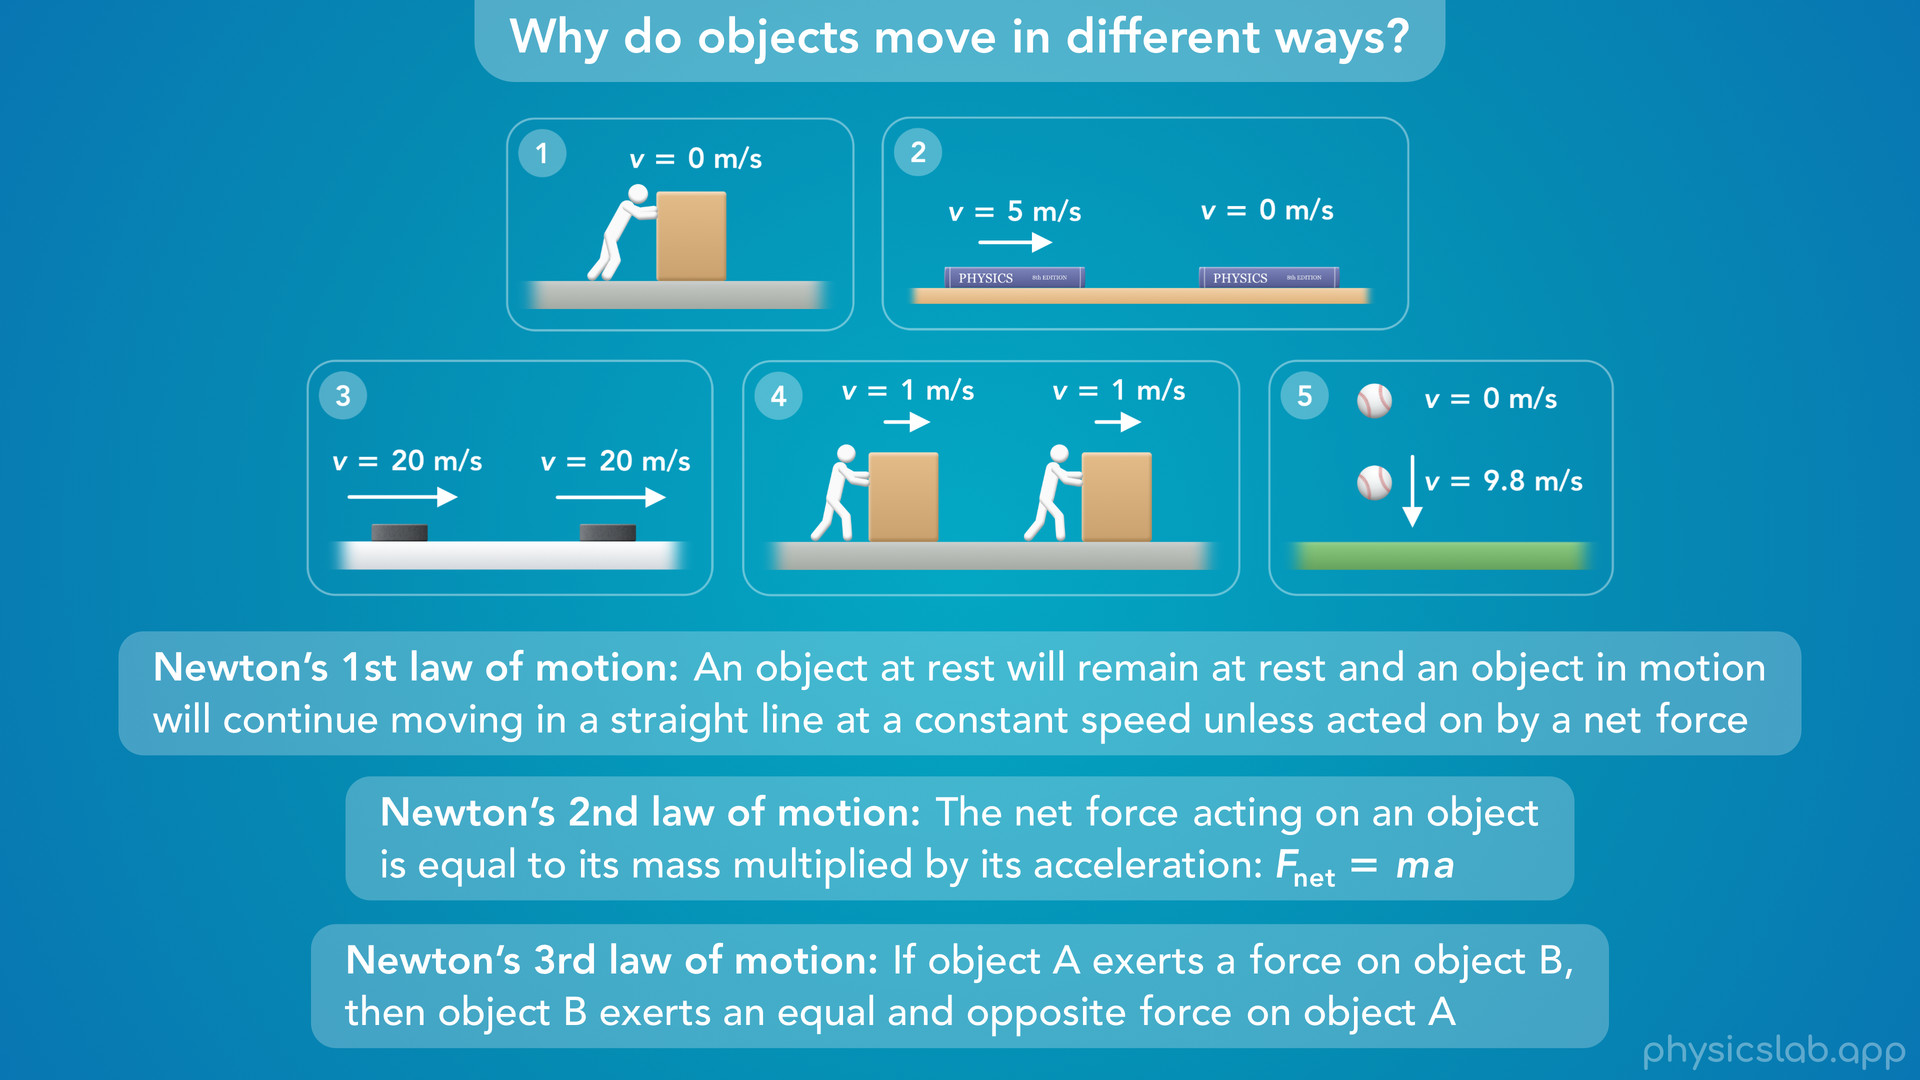 Why do objects move in different ways?
1
v = 0 m/s
2
v = 5 m/s
v = 0 m/s
PHYSICS 8th EDITION
PHYSICS 8th EDITION
3
v = 20 m/s
v = 20 m/s
4
v = 1 m/s
v = 1 m/s
5
v = 0 m/s
v = 9.8 m/s
Newton’s 1st law of motion: An object at rest will remain at rest and an object in motion
will continue moving in a straight line at a constant speed unless acted on by a net force
Newton’s 2nd law of motion: The net force acting on an object
is equal to its mass multiplied by its acceleration: Fnet = ma
Newton’s 3rd law of motion: If object A exerts a force on object B,
then object B exerts an equal and opposite force on object A
physicslab.app